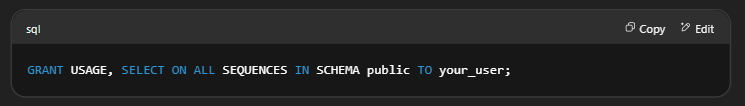 sql
Copy
Edit
GRANT USAGE, SELECT ON ALL SEQUENCES IN SCHEMA public TO your_user;